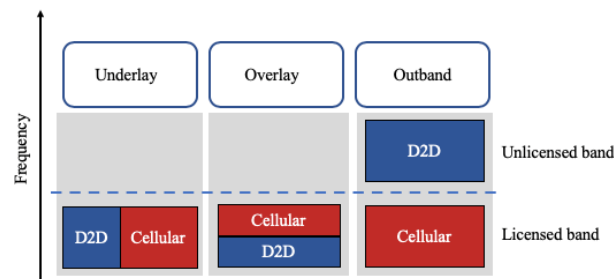 Frequency
Underlay
Overlay
Outband
D2D
Unlicensed band
D2D
Cellular
Cellular
D2D
Cellular
Licensed band